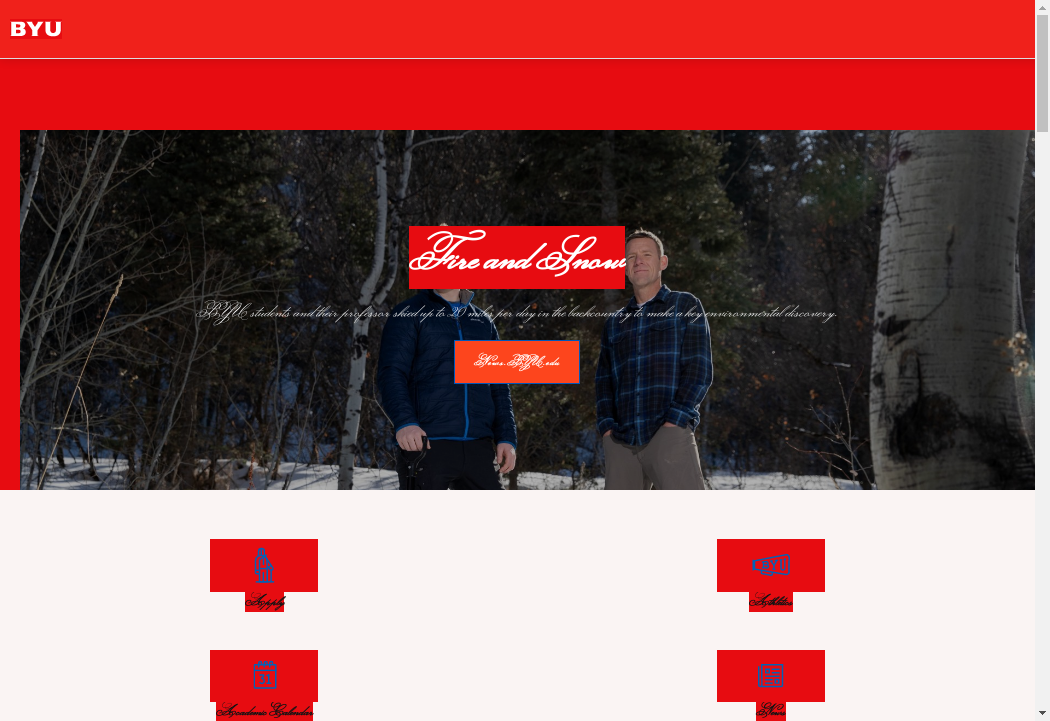 BYU
Fire and Snow
BYU students and their professor skied up to 20 miles per day in the backcountry to make a key environmental discovery.
News.BYU.edu
Apply
Athletics
Academic Calendar
News